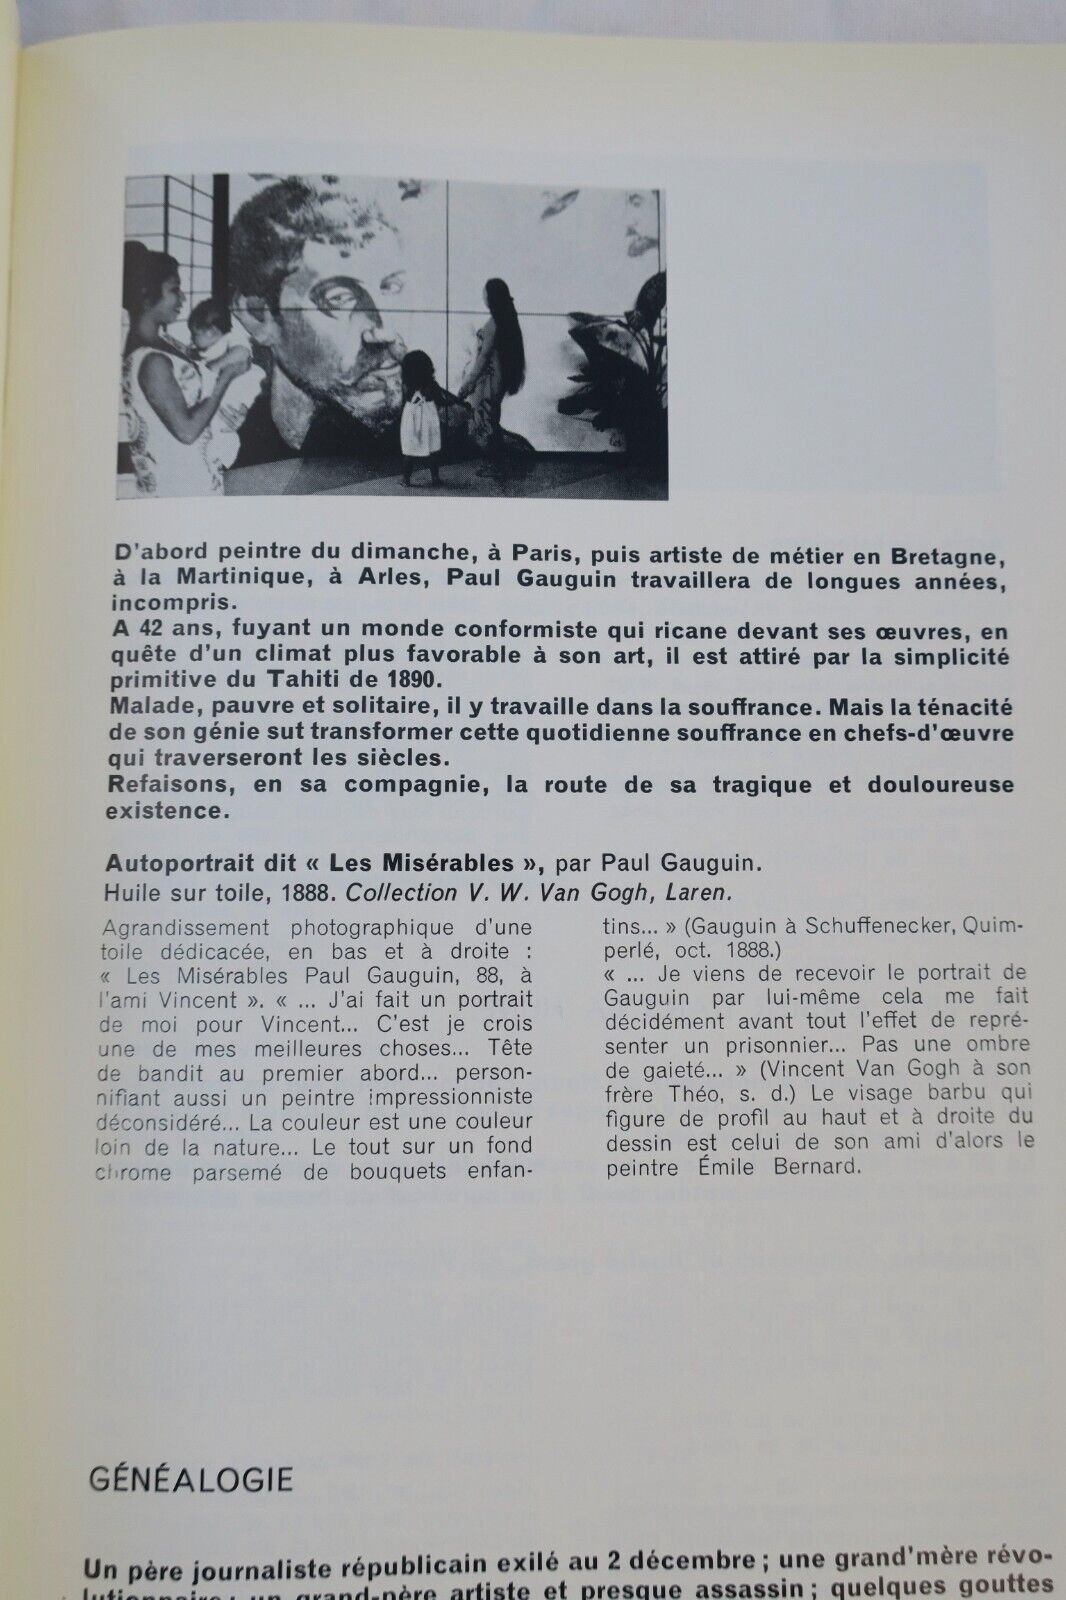 D'abord peintre du dimanche, à Paris, puis artiste de métier en Bretagne,
à la Martinique, à Arles, Paul Gauguin travaillera de longues années,
incompris.
A 42 ans, fuyant un monde conformiste qui ricane devant ses œuvres, en
quête d'un climat plus favorable à son art, il est attiré par la simplicité
primitive du Tahiti de 1890.
Malade, pauvre et solitaire, il y travaille dans la souffrance. Mais la ténacité
de son génie sut transformer cette quotidienne souffrance en chefs-d'œuvre
qui traverseront les siècles.
Refaisons, en sa compagnie, la route de sa tragique et douloureuse
existence.
Autoportrait dit « Les Misérables », par Paul Gauguin.
Huile sur toile, 1888. Collection V. W. Van Gogh, Laren.
Agrandissement photographique d'une
toile dédicacée, en bas et à droite :
« Les Misérables Paul Gauguin, 88, à
l'ami Vincent ». « ... J'ai fait un portrait
de moi pour Vincent... C'est je crois
une de mes meilleures choses... Tête
de bandit au premier abord... person-
nifiant aussi un peintre impressionniste
déconsidéré... La couleur est une couleur
loin de la nature... Le tout sur un fond
chrome parsemé de bouquets enfan-
tins... » (Gauguin à Schuffenecker, Quim-
perlé, oct. 1888.)
« ... Je viens de recevoir le portrait de
Gauguin par lui-même cela me fait
décidément avant tout l'effet de repré-
senter un prisonnier... Pas une ombre
de gaieté... » (Vincent Van Gogh à son
frère Théo, s. d.) Le visage barbu qui
figure de profil au haut et à droite du
dessin est celui de son ami d'alors le
peintre Émile Bernard.
GÉNÉALOGIE
Un père journaliste républicain exilé au 2 décembre ; une grand'mère révo-
lutionnaire ; un grand-père artiste et presque assassin ; quelques gouttes